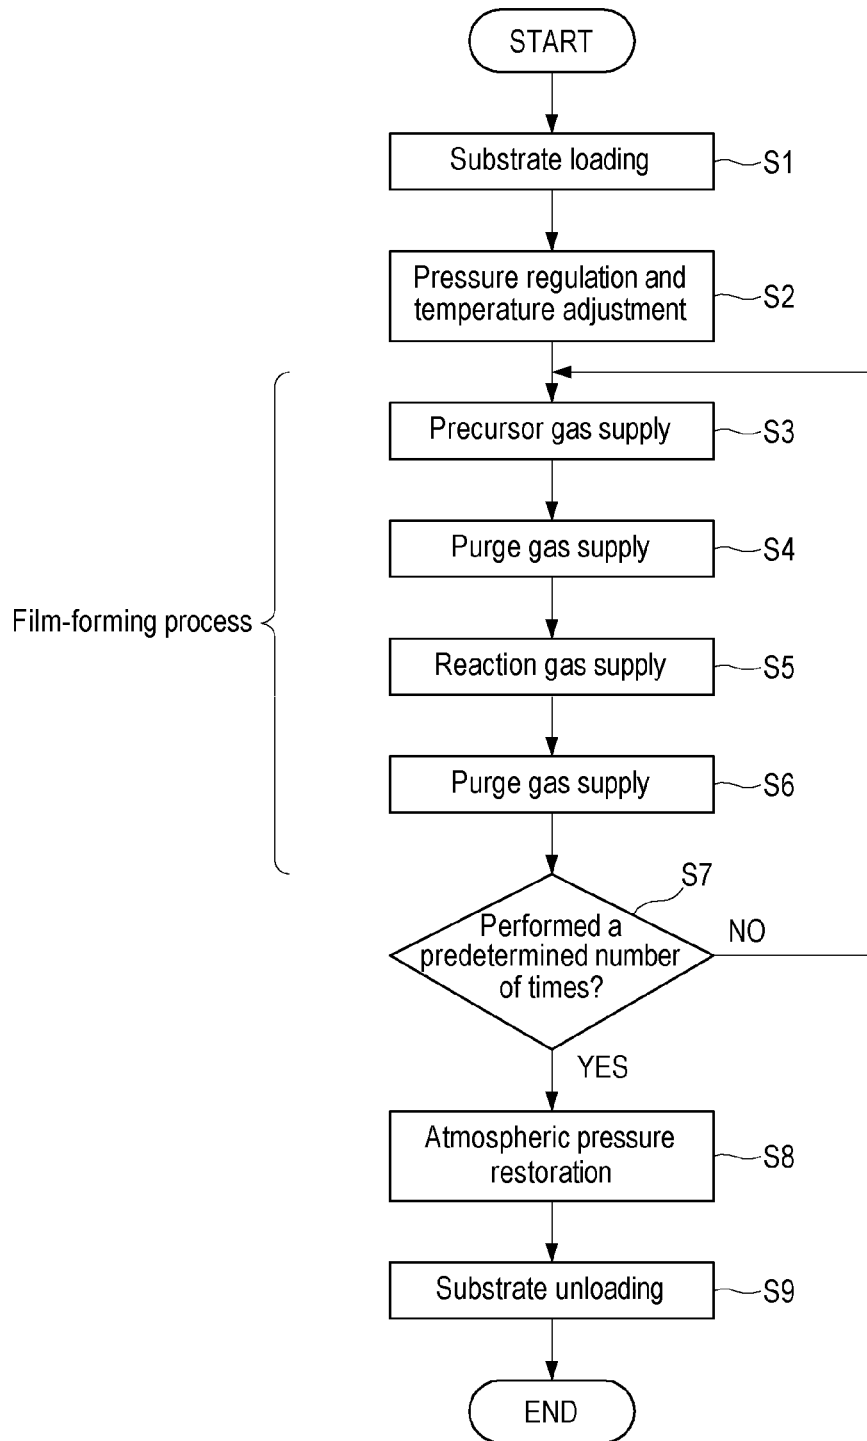 START
Substrate loading
S1
Pressure regulation and
temperature adjustment
S2
Film-forming process
Precursor gas supply
S3
Purge gas supply
S4
Reaction gas supply
S5
Purge gas supply
S6
S7
Performed a
predetermined number
of times?
NO
YES
Atmospheric pressure
restoration
S8
Substrate unloading
S9
END